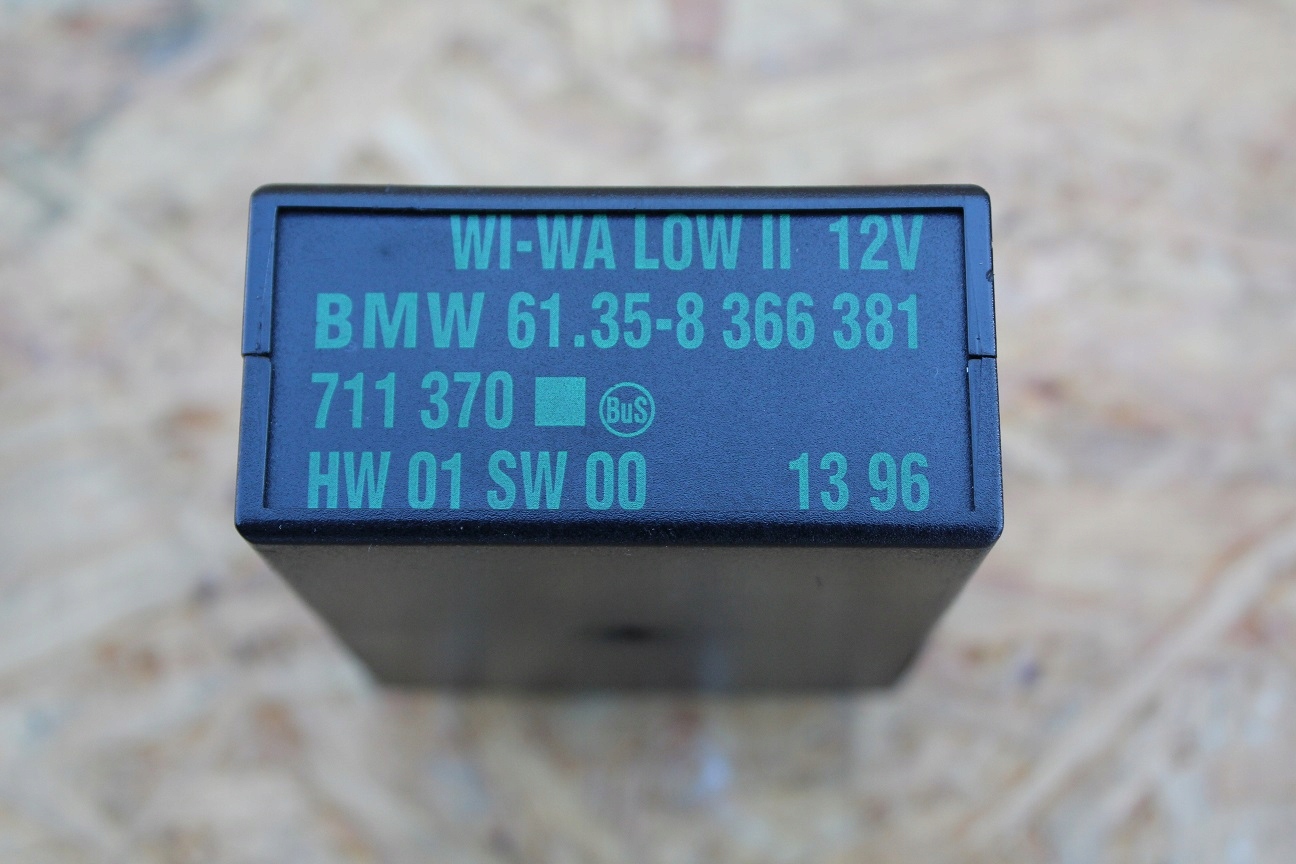 WI-WA LOW II 12V
BMW 61.35-8 366 381
711 370 BuS
HW 01 SW 00 13 96